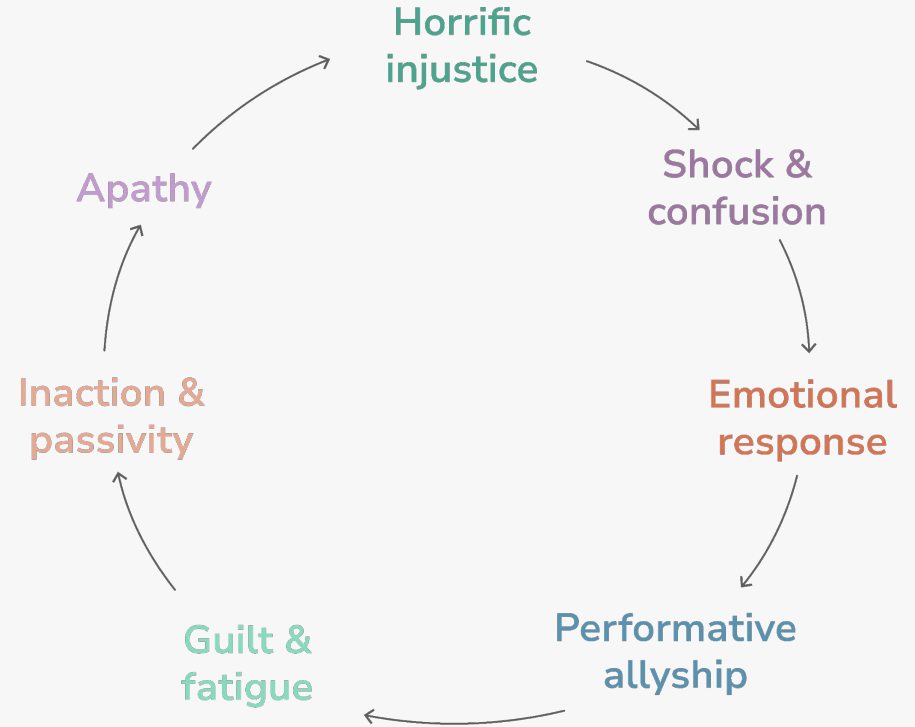 Horrific
injustice
Shock &
confusion
Emotional
response
Performative
allyship
Guilt &
fatigue
Inaction &
passivity
Apathy